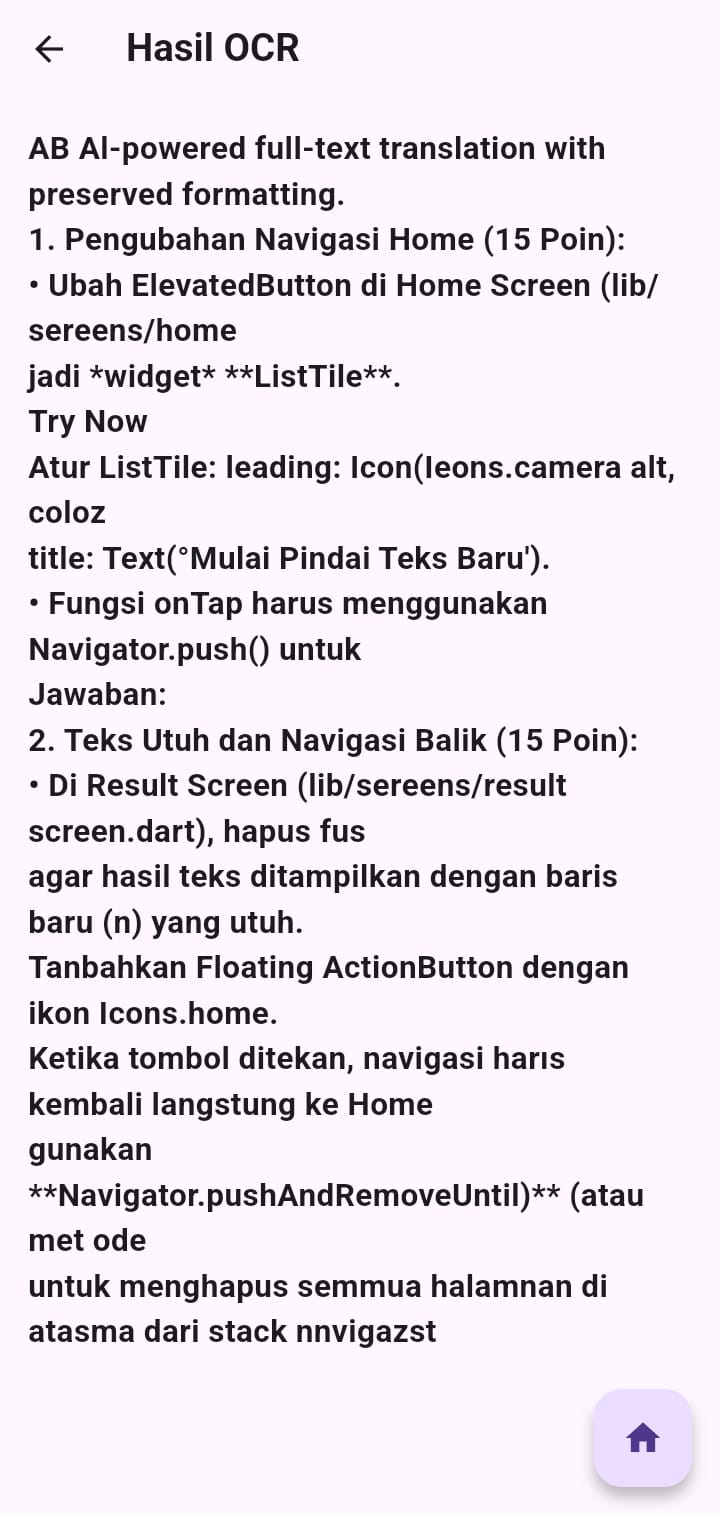 Hasil OCR
AB Al-powered full-text translation with
preserved formatting.
1. Pengubahan Navigasi Home (15 Poin):
• Ubah ElevatedButton di Home Screen (lib/
sereens/home
jadi *widget* **ListTile**.
Try Now
Atur ListTile: leading: Icon(Ieons.camera alt,
coloz
title: Text(°Mulai Pindai Teks Baru').
• Fungsi onTap harus menggunakan
Navigator.push() untuk
Jawaban:
2. Teks Utuh dan Navigasi Balik (15 Poin):
• Di Result Screen (lib/sereens/result
screen.dart), hapus fus
agar hasil teks ditampilkan dengan baris
baru (n) yang utuh.
Tanbahkan Floating ActionButton dengan
ikon Icons.home.
Ketika tombol ditekan, navigasi harıs
kembali langstung ke Home
gunakan
**Navigator.pushAndRemoveUntil)** (atau
met ode
untuk menghapus semmua halamnan di
atasma dari stack nnvigazst